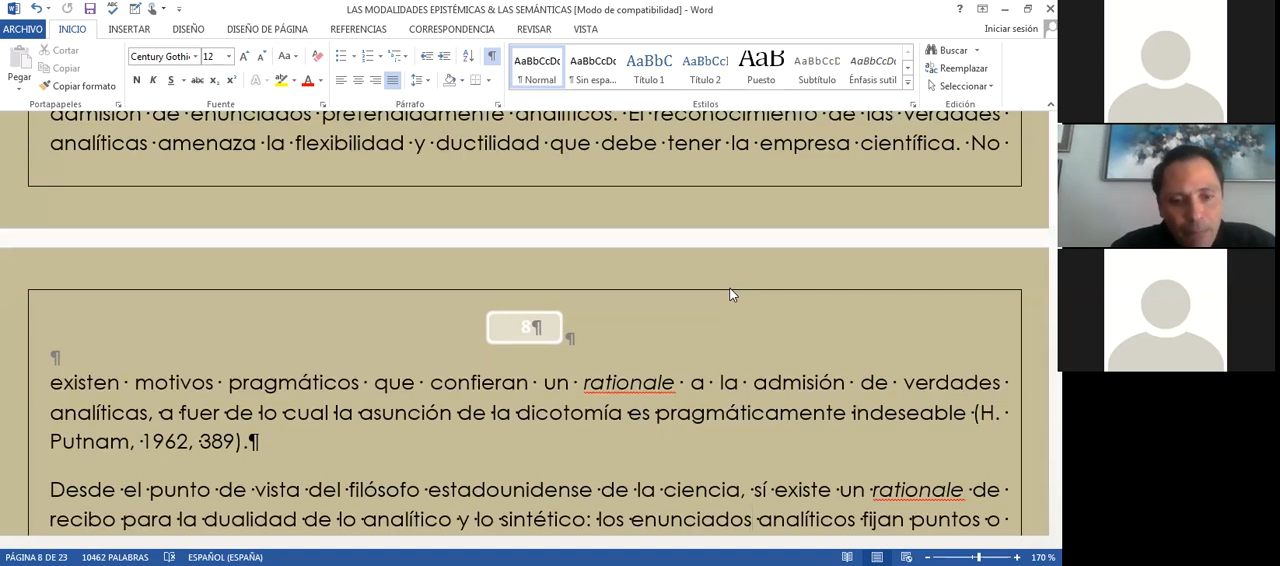 LAS MODALIDADES EPISTÉMICAS & LAS SEMÁNTICAS [Modo de compatibilidad] - Word
ARCHIVO INICIO INSERTAR DISEÑO DISEÑO DE PÁGINA REFERENCIAS CORRESPONDENCIA REVISAR VISTA Iniciar sesión
Pegar
Cortar
Copiar
Copiar formato
Portapapeles
Century Gothi 12
Aa
N K S abc x₂ x² A A
Fuente
Párrafo
AaBbCcDc AaBbCcDc AaBbC AaBbCcD AaB AaBbCcD AaBbCcDc
¶ Normal ¶ Sin espa... Título 1 Título 2 Puesto Subtítulo Énfasis sutil
Estilos
Buscar
Reemplazar
Seleccionar
Edición
admisión de enunciados pretendidamente analíticos. El reconocimiento de las verdades
analíticas amenaza la flexibilidad y ductilidad que debe tener la empresa científica. No
8¶
¶
¶
existen motivos pragmáticos que confieran un rationale a la admisión de verdades
analíticas, a fuer de lo cual la asunción de la dicotomía es pragmáticamente indeseable (H.
Putnam, 1962, 389).¶
Desde el punto de vista del filósofo estadounidense de la ciencia, sí existe un rationale de
recibo para la dualidad de lo analítico y lo sintético: los enunciados analíticos fijan puntos o
PÁGINA 8 DE 23 10462 PALABRAS ESPAÑOL (ESPAÑA) 170 %